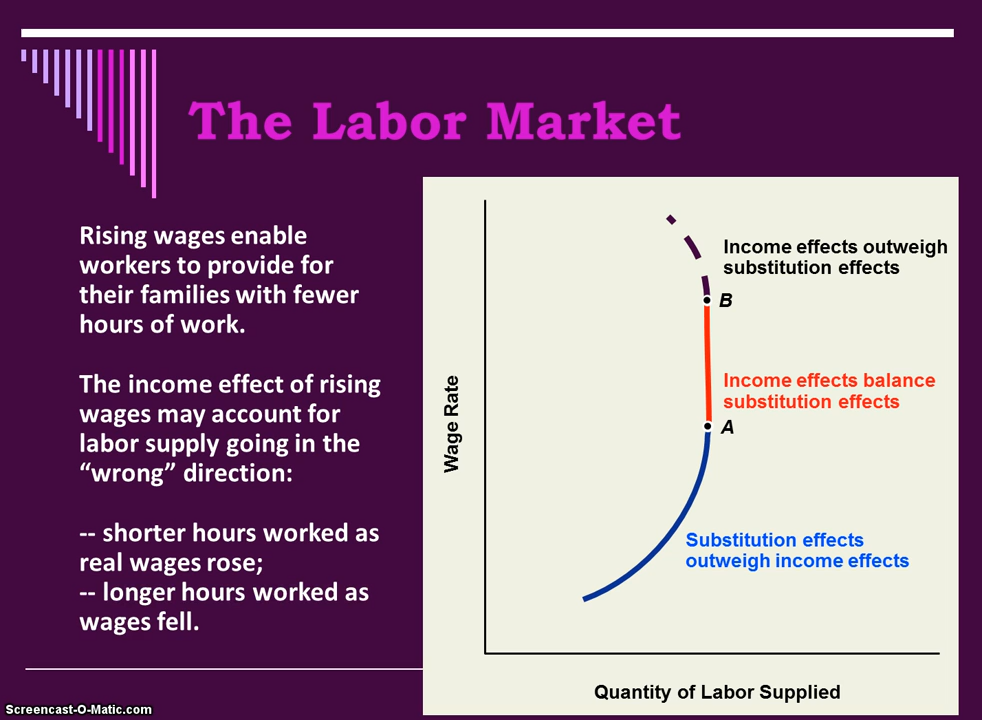 The Labor Market
Rising wages enable
workers to provide for
their families with fewer
hours of work.
The income effect of rising
wages may account for
labor supply going in the
“wrong” direction:
-- shorter hours worked as
real wages rose;
-- longer hours worked as
wages fell.
Income effects outweigh
substitution effects
B
Income effects balance
substitution effects
A
Substitution effects
outweigh income effects
Wage Rate
Quantity of Labor Supplied
Screencast-O-Matic.com